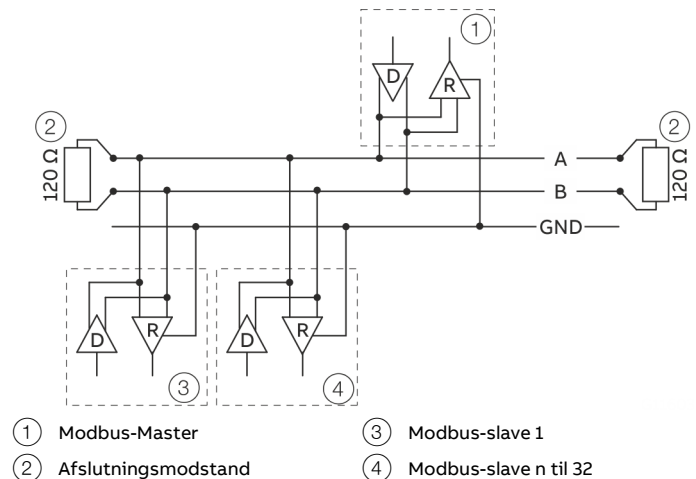 1
D R
2 2
120 Ω 120 Ω
A
B
GND
D R D R
3 4
1 Modbus-Master 3 Modbus-slave 1
2 Afslutningsmodstand 4 Modbus-slave n til 32